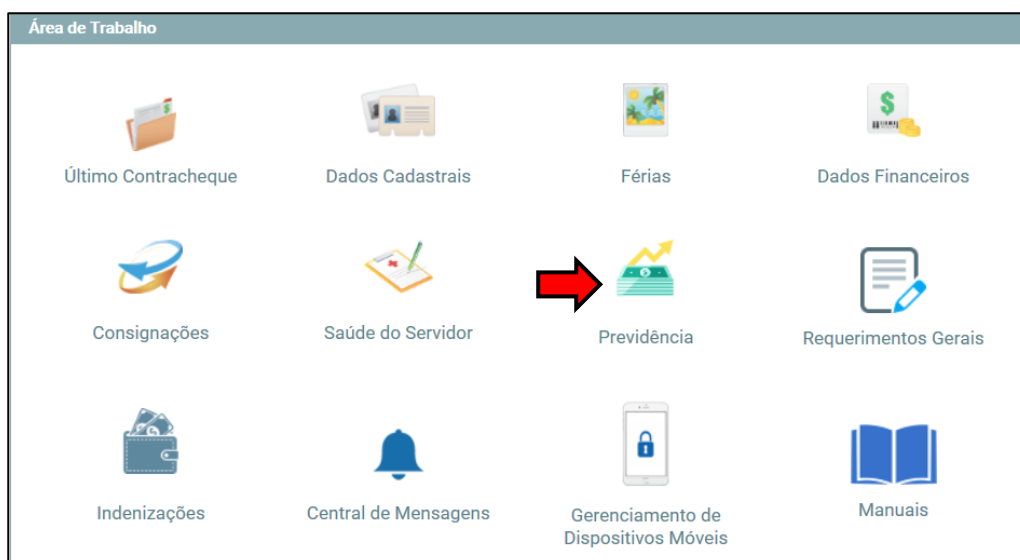 Área de Trabalho
Último Contracheque
Dados Cadastrais
Férias
Dados Financeiros
Consignações
Saúde do Servidor
Previdência
Requerimentos Gerais
Indenizações
Central de Mensagens
Gerenciamento de
Dispositivos Móveis
Manuais